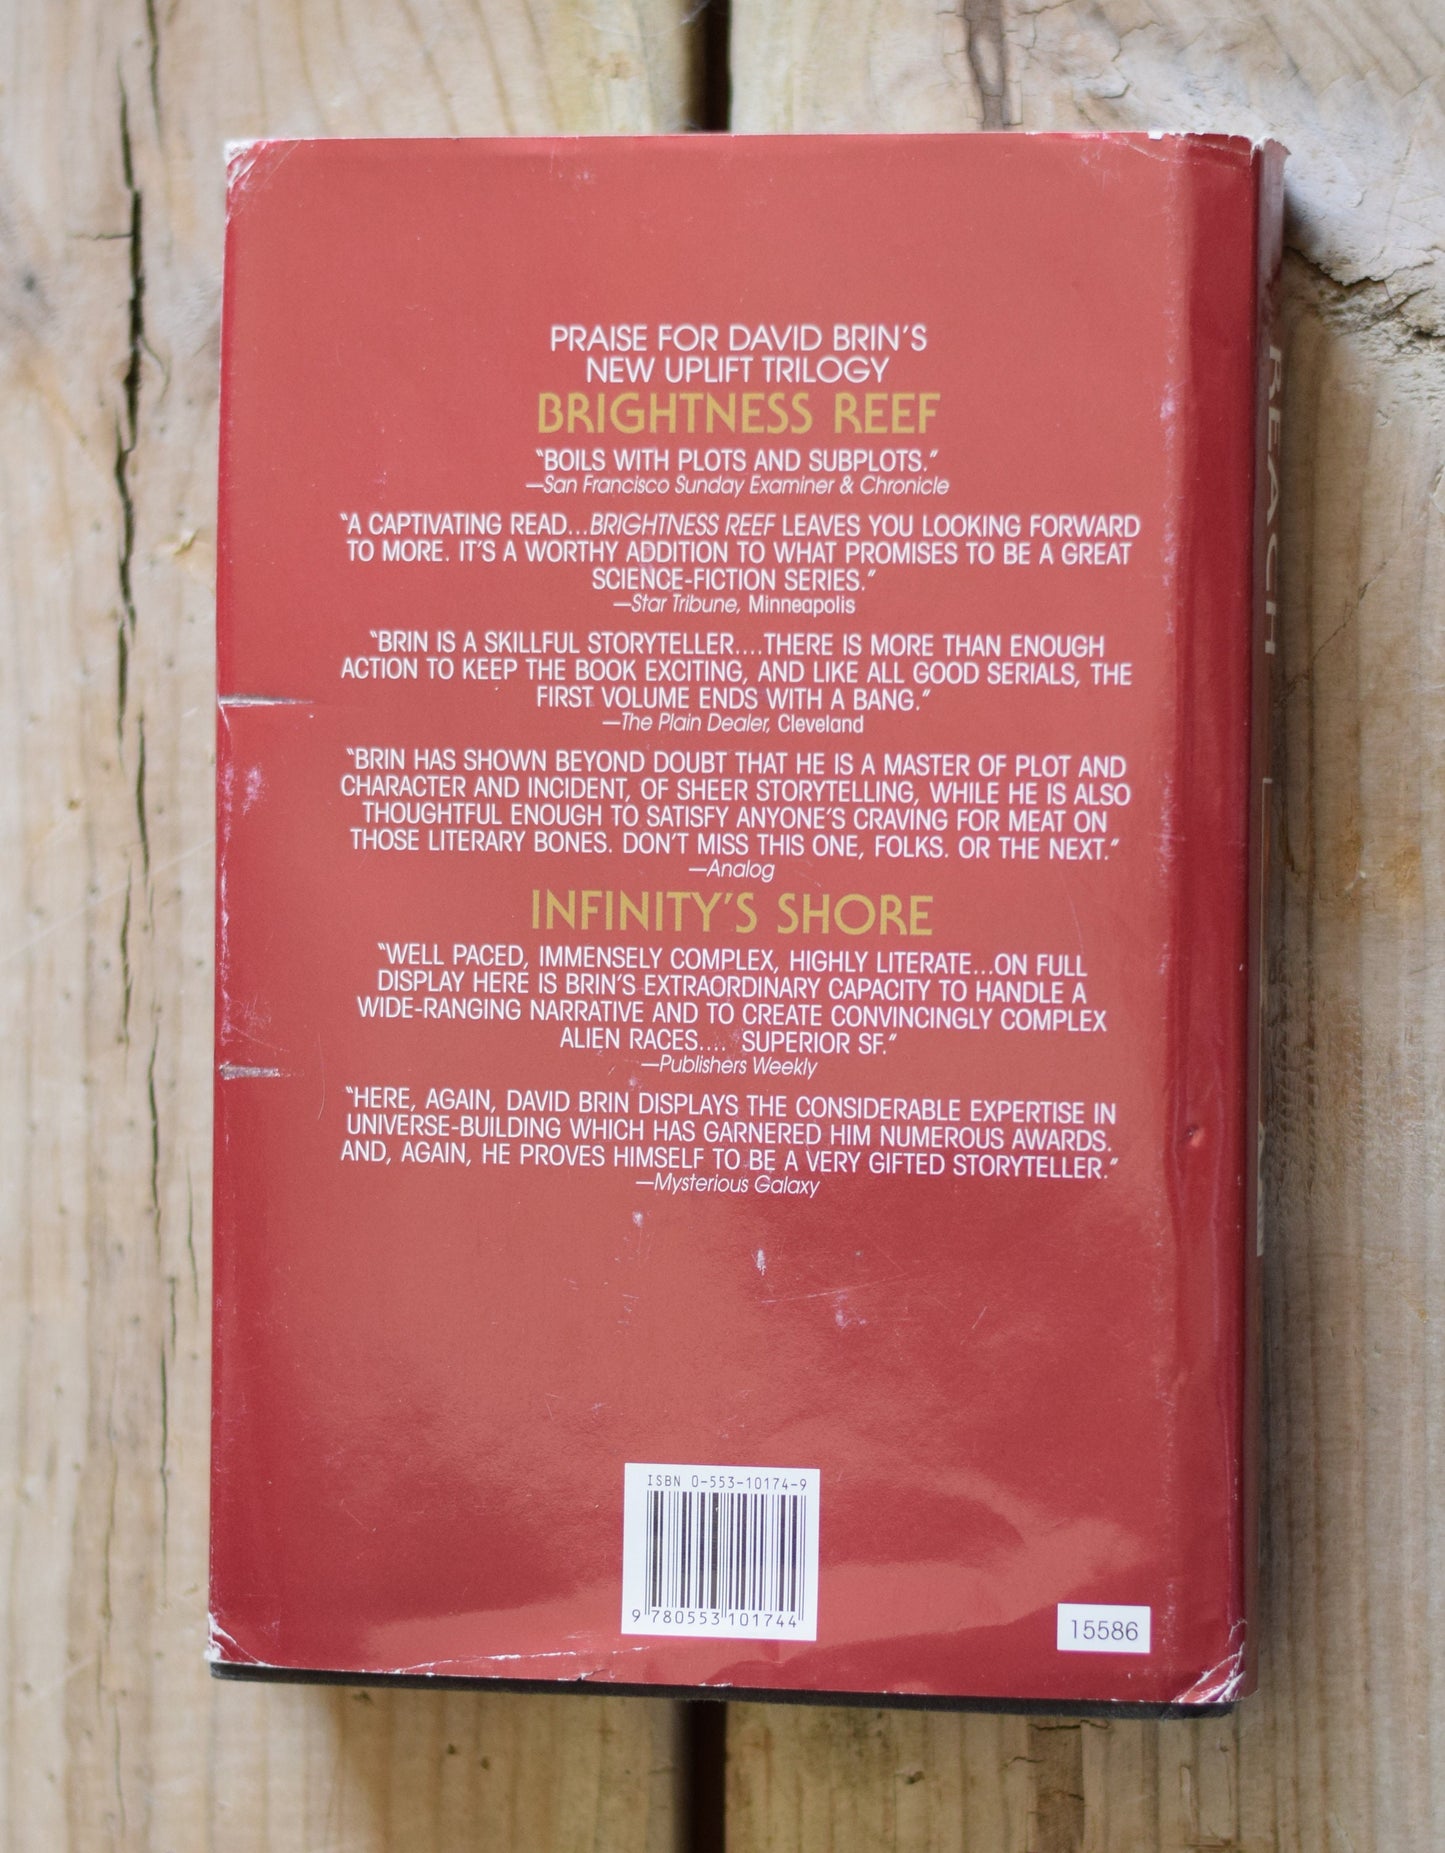 PRAISE FOR DAVID BRIN'S
NEW UPLIFT TRILOGY
BRIGHTNESS REEF
"BOILS WITH PLOTS AND SUBPLOTS."
—San Francisco Sunday Examiner & Chronicle
"A CAPTIVATING READ...BRIGHTNESS REEF LEAVES YOU LOOKING FORWARD
TO MORE. IT'S A WORTHY ADDITION TO WHAT PROMISES TO BE A GREAT
SCIENCE-FICTION SERIES."
—Star Tribune, Minneapolis
"BRIN IS A SKILLFUL STORYTELLER....THERE IS MORE THAN ENOUGH
ACTION TO KEEP THE BOOK EXCITING, AND LIKE ALL GOOD SERIALS, THE
FIRST VOLUME ENDS WITH A BANG."
—The Plain Dealer, Cleveland
"BRIN HAS SHOWN BEYOND DOUBT THAT HE IS A MASTER OF PLOT AND
CHARACTER AND INCIDENT, OF SHEER STORYTELLING, WHILE HE IS ALSO
THOUGHTFUL ENOUGH TO SATISFY ANYONE'S CRAVING FOR MEAT ON
THOSE LITERARY BONES. DON'T MISS THIS ONE, FOLKS. OR THE NEXT."
—Analog
INFINITY'S SHORE
"WELL PACED, IMMENSELY COMPLEX, HIGHLY LITERATE...ON FULL
DISPLAY HERE IS BRIN'S EXTRAORDINARY CAPACITY TO HANDLE A
WIDE-RANGING NARRATIVE AND TO CREATE CONVINCINGLY COMPLEX
ALIEN RACES.... SUPERIOR SF."
—Publishers Weekly
"HERE, AGAIN, DAVID BRIN DISPLAYS THE CONSIDERABLE EXPERTISE IN
UNIVERSE-BUILDING WHICH HAS GARNERED HIM NUMEROUS AWARDS.
AND, AGAIN, HE PROVES HIMSELF TO BE A VERY GIFTED STORYTELLER."
—Mysterious Galaxy
ISBN 0-553-10174-9
9 780553 101744
15586
REACH